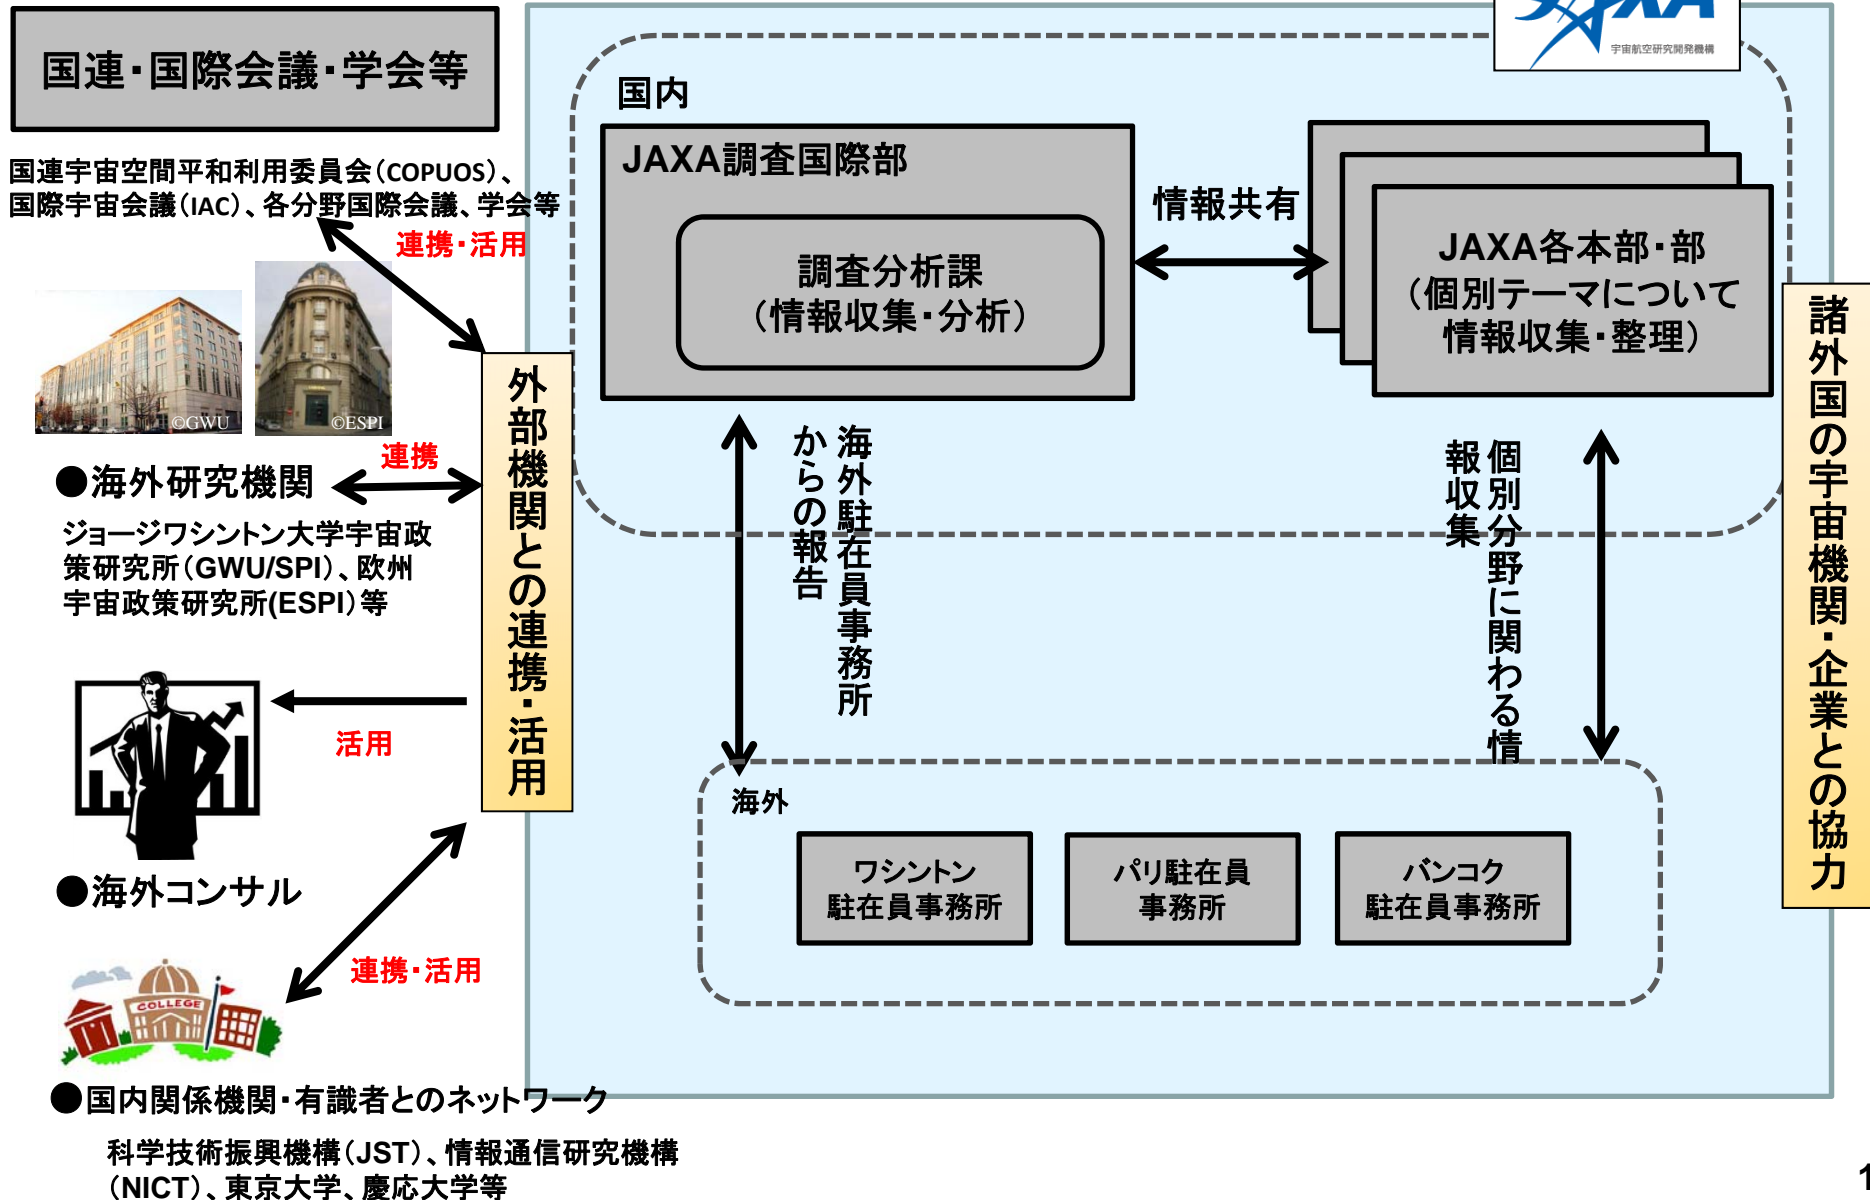 国連・国際会議・学会等
国連宇宙空間平和利用委員会(COPUOS)、
国際宇宙会議(IAC)、各分野国際会議、学会等
連携・活用
©GWU
©ESPI
連携
●海外研究機関
ジョージワシントン大学宇宙政
策研究所(GWU/SPI)、欧州
宇宙政策研究所(ESPI)等
活用
●海外コンサル
連携・活用
COLLEGE
●国内関係機関・有識者とのネットワーク
科学技術振興機構(JST)、情報通信研究機構
(NICT)、東京大学、慶応大学等
外部機関との連携・活用
JAXA
宇宙航空研究開発機構
国内
JAXA調査国際部
調査分析課
(情報収集・分析)
情報共有
JAXA各本部・部
(個別テーマについて
情報収集・整理)
海外駐在員事務所
からの報告
個別分野に関わる情
報収集
海外
ワシントン
駐在員事務所
パリ駐在員
事務所
バンコク
駐在員事務所
諸外国の宇宙機関・企業との協力
1